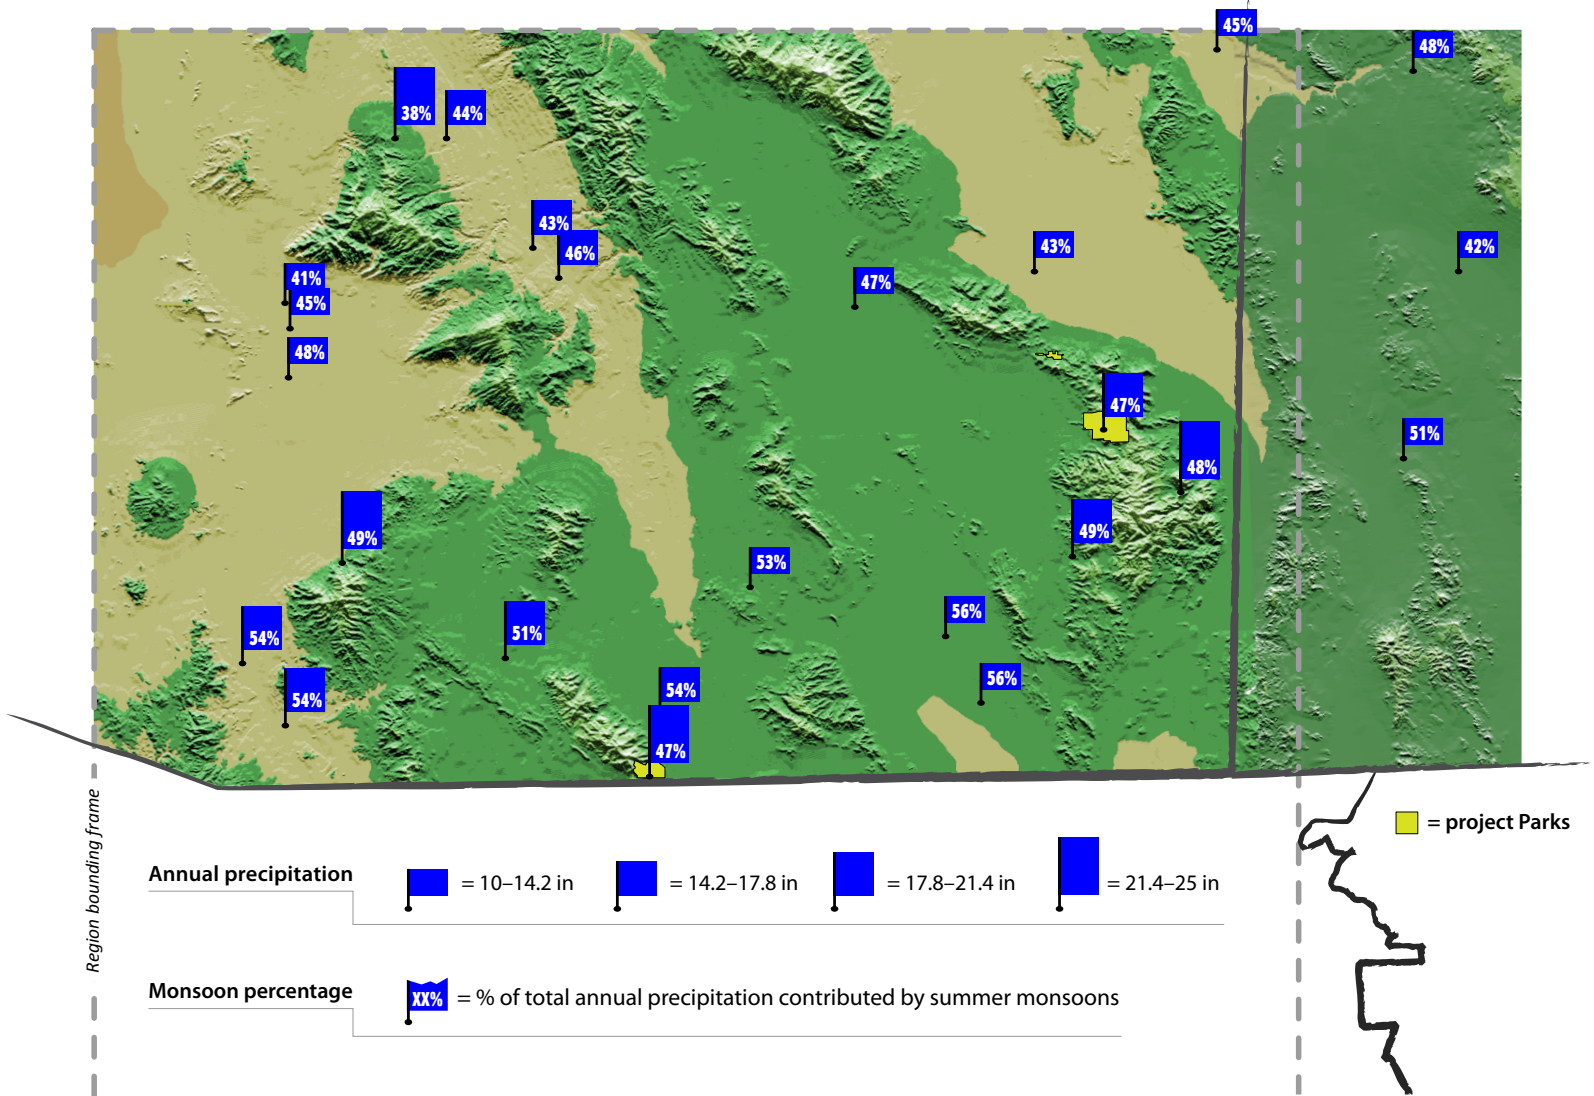 45%
48%
38%
44%
43%
46%
43%
42%
41%
47%
45%
48%
47%
51%
48%
49%
49%
53%
54%
51%
56%
54%
54%
56%
47%
Region bounding frame
= project Parks
Annual precipitation
= 10–14.2 in
= 14.2–17.8 in
= 17.8–21.4 in
= 21.4–25 in
Monsoon percentage
XX%
= % of total annual precipitation contributed by summer monsoons